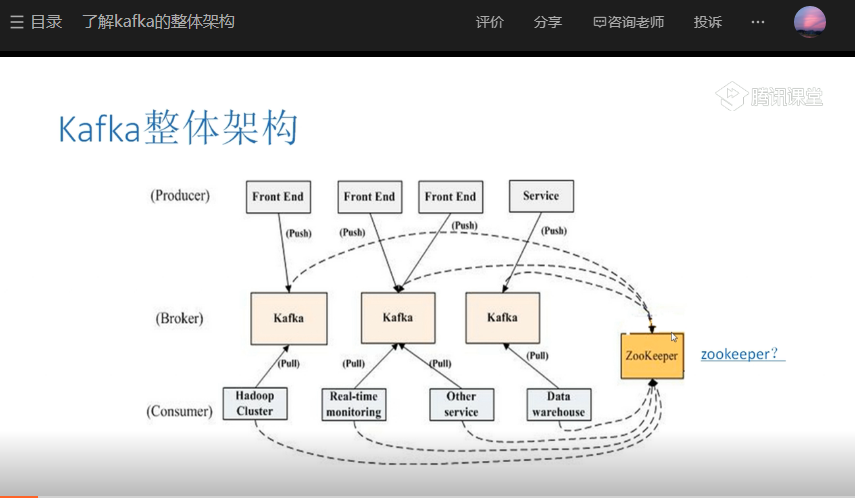 目录 了解kafka的整体架构 评价 分享 咨询老师 投诉 ···
腾讯课堂
Kafka整体架构
(Producer) Front End Front End Front End Service
(Push) (Push) (Push) (Push)
(Broker) Kafka Kafka Kafka
ZooKeeper zookeeper？
(Pull) (Pull) (Pull) (Pull)
(Consumer)
Hadoop
Cluster
Real-time
monitoring
Other
service
Data
warehouse